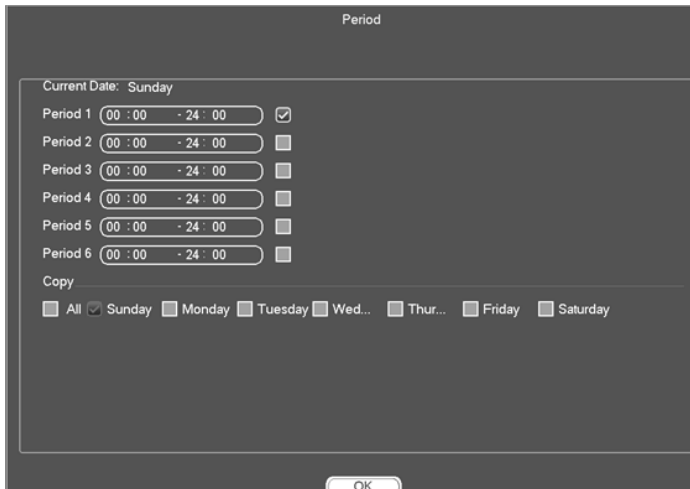 Period
Current Date: Sunday
Period 1 00 :00 - 24 : 00
Period 2 00 :00 - 24 : 00
Period 3 00 :00 - 24 : 00
Period 4 00 :00 - 24 : 00
Period 5 00 :00 - 24 : 00
Period 6 00 :00 - 24 : 00
Copy
All Sunday Monday Tuesday Wed... Thur... Friday Saturday
OK